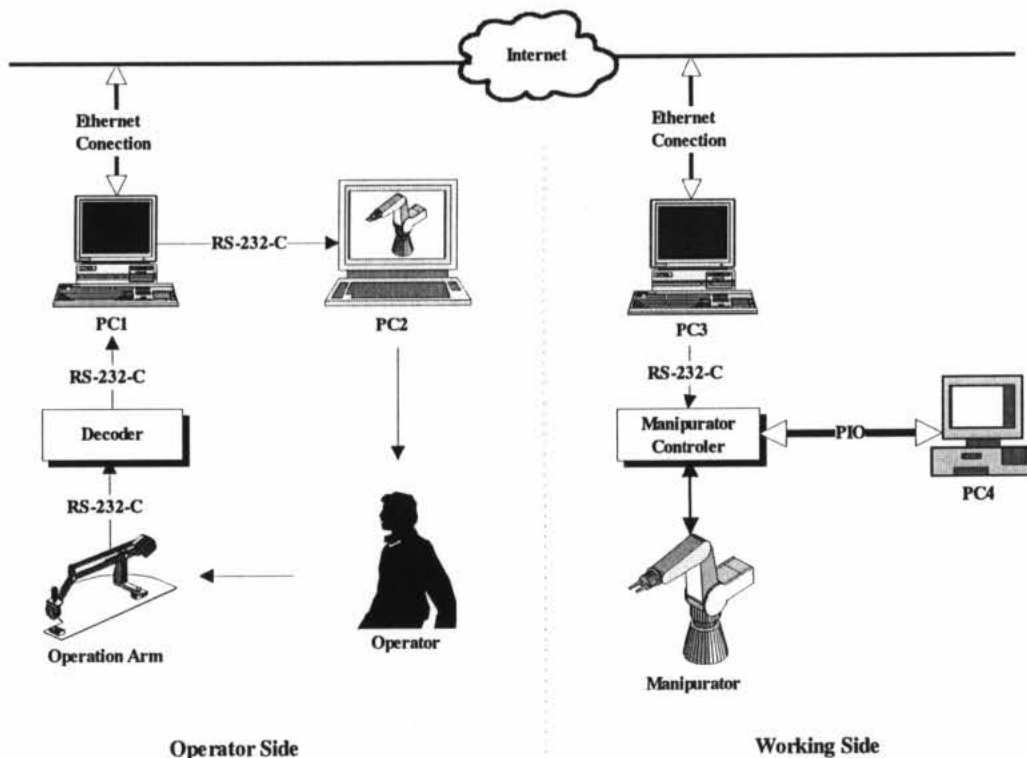 Internet
Ethernet
Conection
Ethernet
Conection
RS-232-C
PC1
PC2
PC3
RS-232-C
RS-232-C
Decoder
Manipurator
Controler
PIO
PC4
RS-232-C
Operation Arm
Operator
Manipurator
Operator Side
Working Side